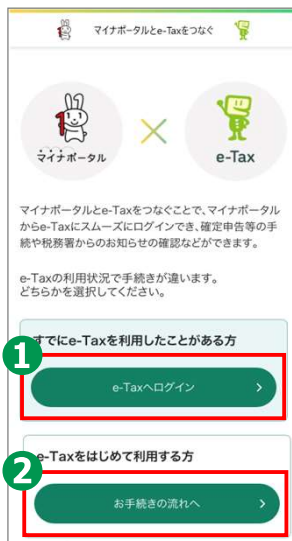 マイナポータルとe-Taxをつなぐ
マイナポータル
e-Tax
マイナポータルとe-Taxをつなぐことで、マイナポータル
からe-Taxにスムーズにログインでき、確定申告等の手
続や税務署からのお知らせの確認などができます。
e-Taxの利用状況で手続きが違います。
どちらかを選択してください。
すでにe-Taxを利用したことがある方
1
e-Taxへログイン
e-Taxをはじめて利用する方
2
お手続きの流れへ